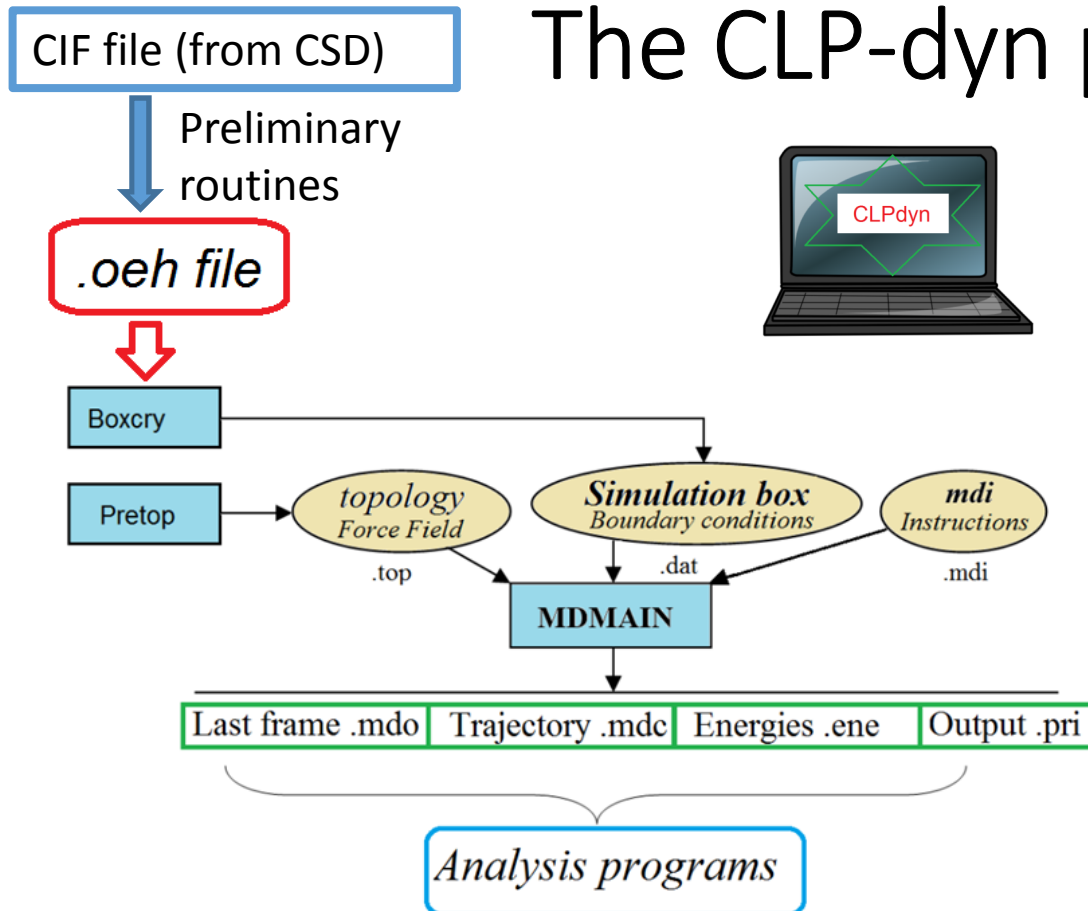 CIF file (from CSD)
The CLP-dyn p
Preliminary
routines
CLPdyn
.oeh file
Boxcry
Pretop
topology
Force Field
.top
Simulation box
Boundary conditions
.dat
mdi
Instructions
.mdi
MDMAIN
Last frame .mdo
Trajectory .mdc
Energies .ene
Output .pri
Analysis programs